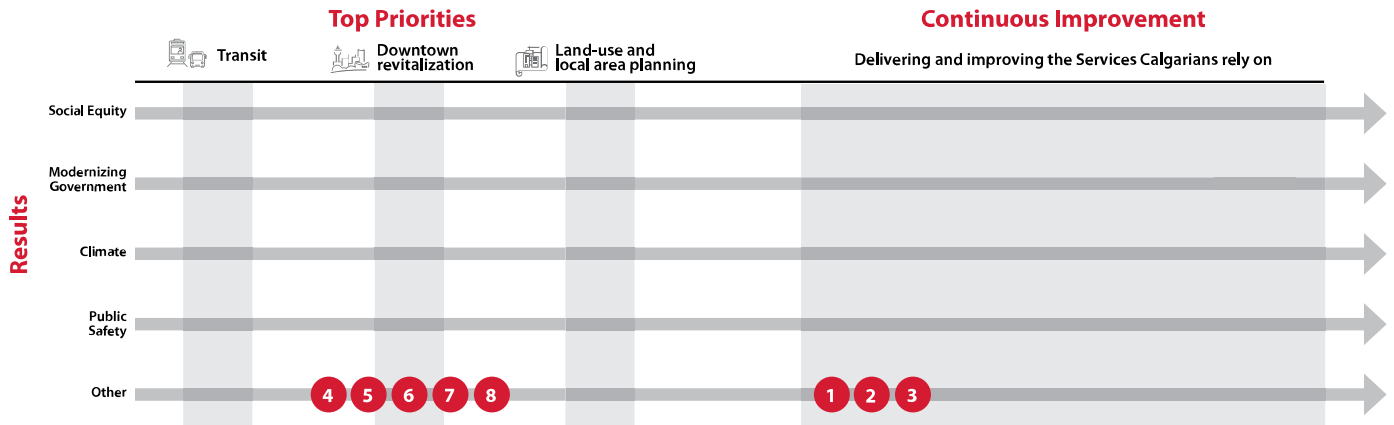 Top Priorities
Continuous Improvement
Transit
Downtown
revitalization
Land-use and
local area planning
Delivering and improving the Services Calgarians rely on
Results
Social Equity
Modernizing
Government
Climate
Public
Safety
Other
4 5 6 7 8 1 2 3